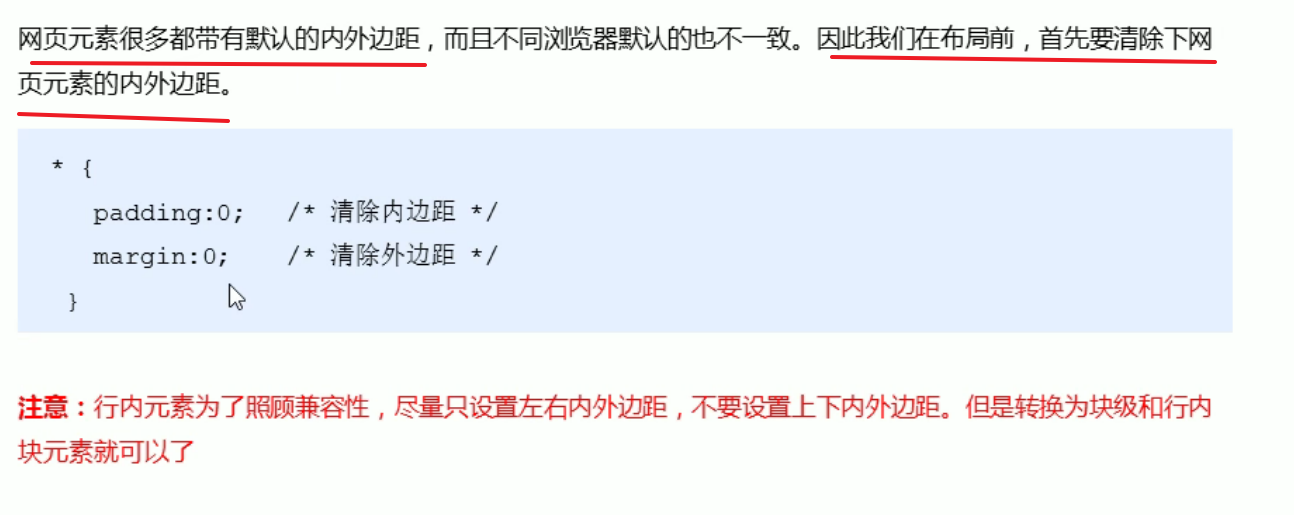 网页元素很多都带有默认的内外边距，而且不同浏览器默认的也不一致。因此我们在布局前，首先要清除下网
页元素的内外边距。
* {
padding:0; /* 清除内边距 */
margin:0; /* 清除外边距 */
}
注意：行内元素为了照顾兼容性，尽量只设置左右内外边距，不要设置上下内外边距。但是转换为块级和行内
块元素就可以了